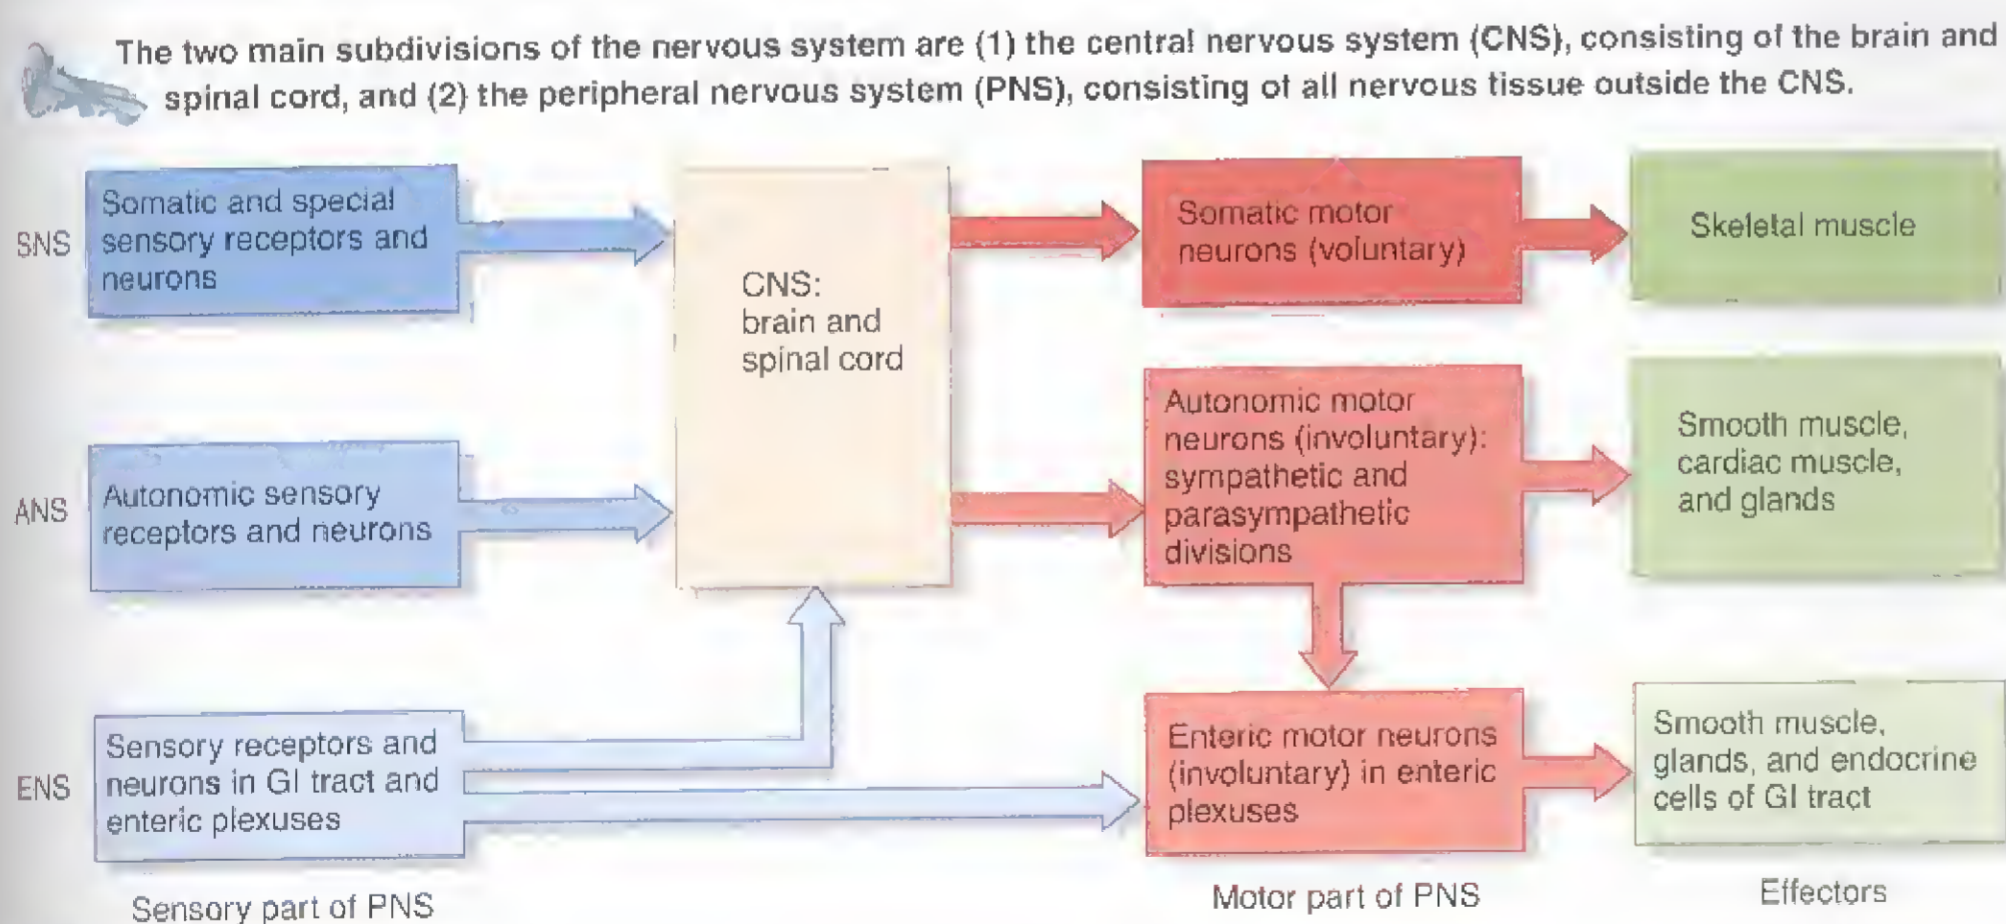 The two main subdivisions of the nervous system are (1) the central nervous system (CNS), consisting of the brain and
spinal cord, and (2) the peripheral nervous system (PNS), consisting of all nervous tissue outside the CNS.
SNS
Somatic and special
sensory receptors and
neurons
CNS:
brain and
spinal cord
Somatic motor
neurons (voluntary)
Skeletal muscle
ANS
Autonomic sensory
receptors and neurons
Autonomic motor
neurons (involuntary):
sympathetic and
parasympathetic
divisions
Smooth muscle,
cardiac muscle,
and glands
ENS
Sensory receptors and
neurons in GI tract and
enteric plexuses
Enteric motor neurons
(involuntary) in enteric
plexuses
Smooth muscle,
glands, and endocrine
cells of GI tract
Sensory part of PNS
Motor part of PNS
Effectors